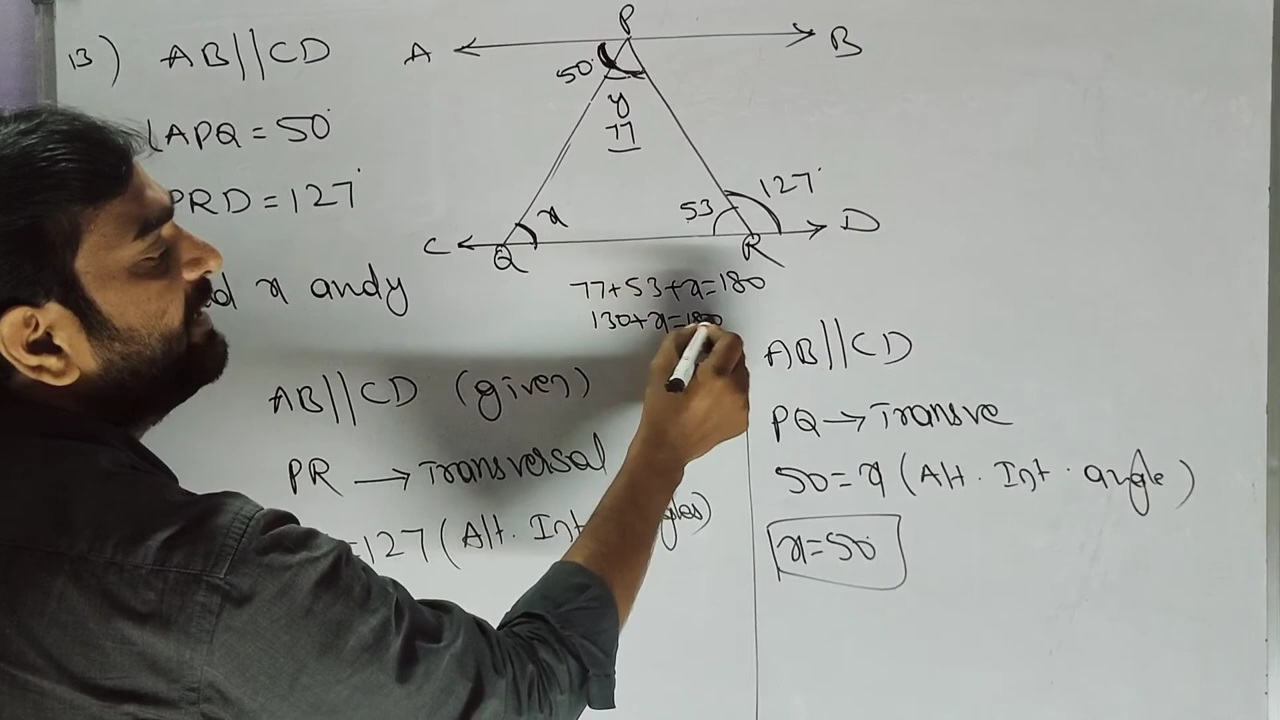 13) AB||CD
∠APQ = 50°
PRD = 127°
x and y
A
P
B
50°
y
77
x
53
127°
C
Q
R
D
77+53+x=180
130+x=180
AB||CD (given)
PR → Transversal
=127 (Alt. Int
AB||CD
PQ → Transve
50=x (Alt. Int. angle)
x=50